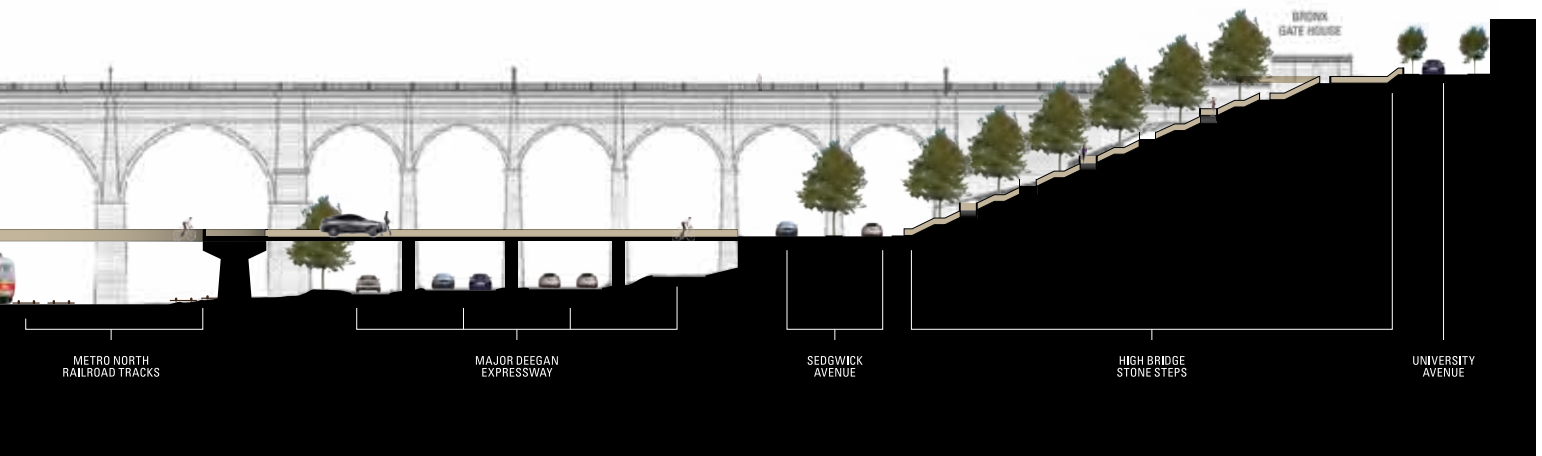 BRONX
GATE HOUSE
METRO NORTH
RAILROAD TRACKS
MAJOR DEEGAN
EXPRESSWAY
SEDGWICK
AVENUE
HIGH BRIDGE
STONE STEPS
UNIVERSITY
AVENUE